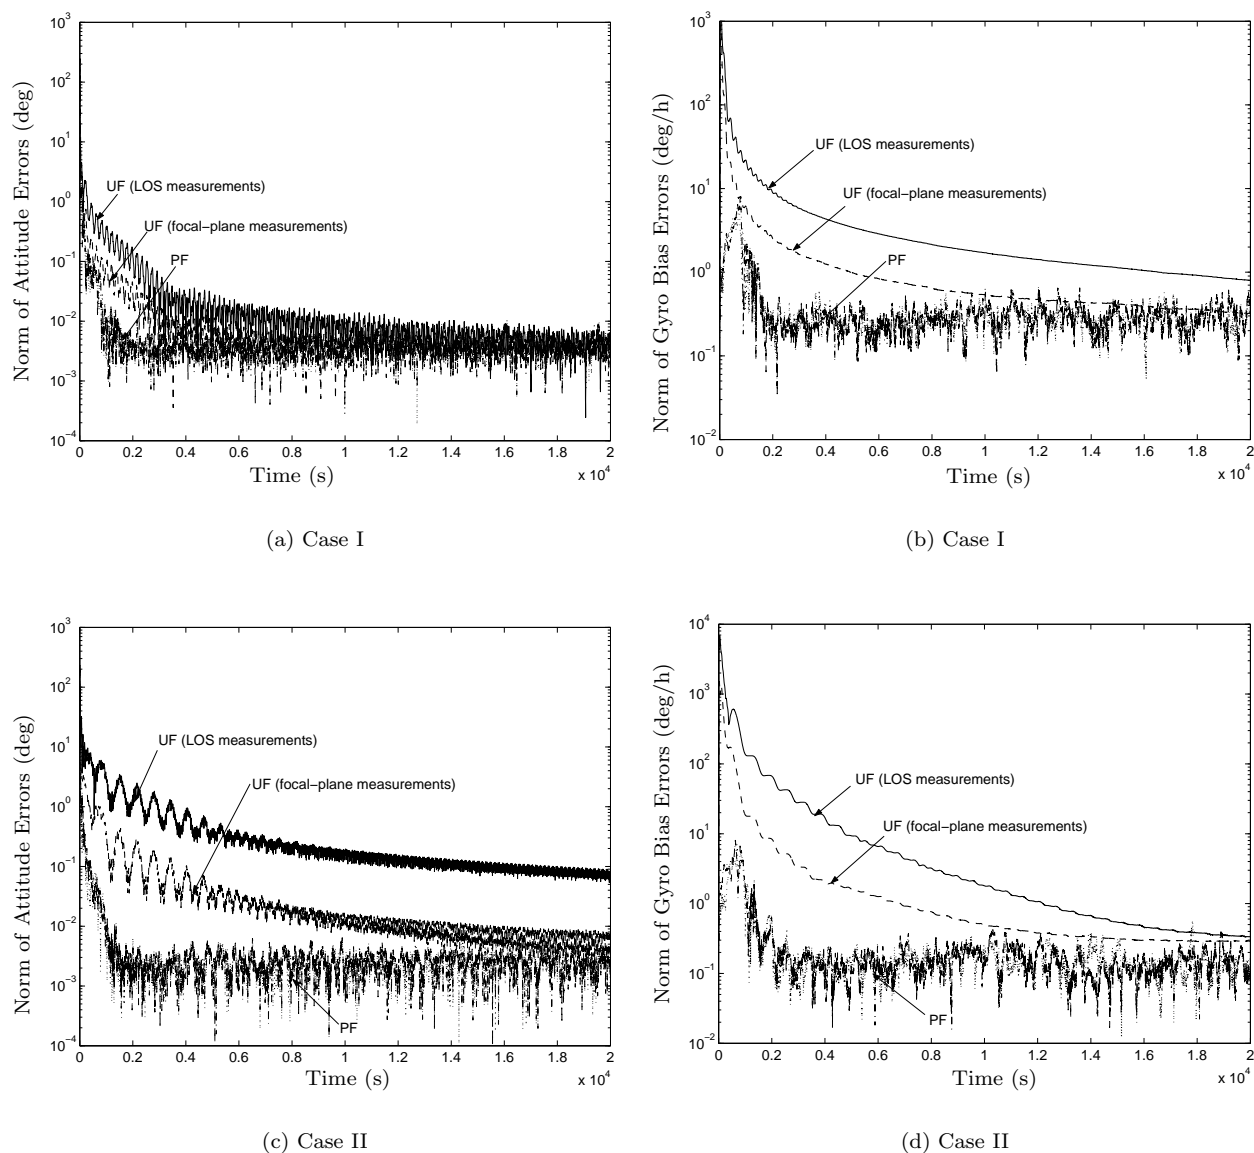 Norm of Attitude Errors (deg)
10^3
10^2
10^1
10^0
10^−1
10^−2
10^−3
10^−4
UF (LOS measurements)
UF (focal−plane measurements)
PF
0 0.2 0.4 0.6 0.8 1 1.2 1.4 1.6 1.8 2
Time (s)
x 10^4
(a) Case I
Norm of Gyro Bias Errors (deg/h)
10^3
10^2
10^1
10^0
10^−1
10^−2
UF (LOS measurements)
UF (focal−plane measurements)
PF
0 0.2 0.4 0.6 0.8 1 1.2 1.4 1.6 1.8 2
Time (s)
x 10^4
(b) Case I
Norm of Attitude Errors (deg)
10^3
10^2
10^1
10^0
10^−1
10^−2
10^−3
10^−4
UF (LOS measurements)
UF (focal−plane measurements)
PF
0 0.2 0.4 0.6 0.8 1 1.2 1.4 1.6 1.8 2
Time (s)
x 10^4
(c) Case II
Norm of Gyro Bias Errors (deg/h)
10^4
10^3
10^2
10^1
10^0
10^−1
10^−2
UF (LOS measurements)
UF (focal−plane measurements)
PF
0 0.2 0.4 0.6 0.8 1 1.2 1.4 1.6 1.8 2
Time (s)
x 10^4
(d) Case II